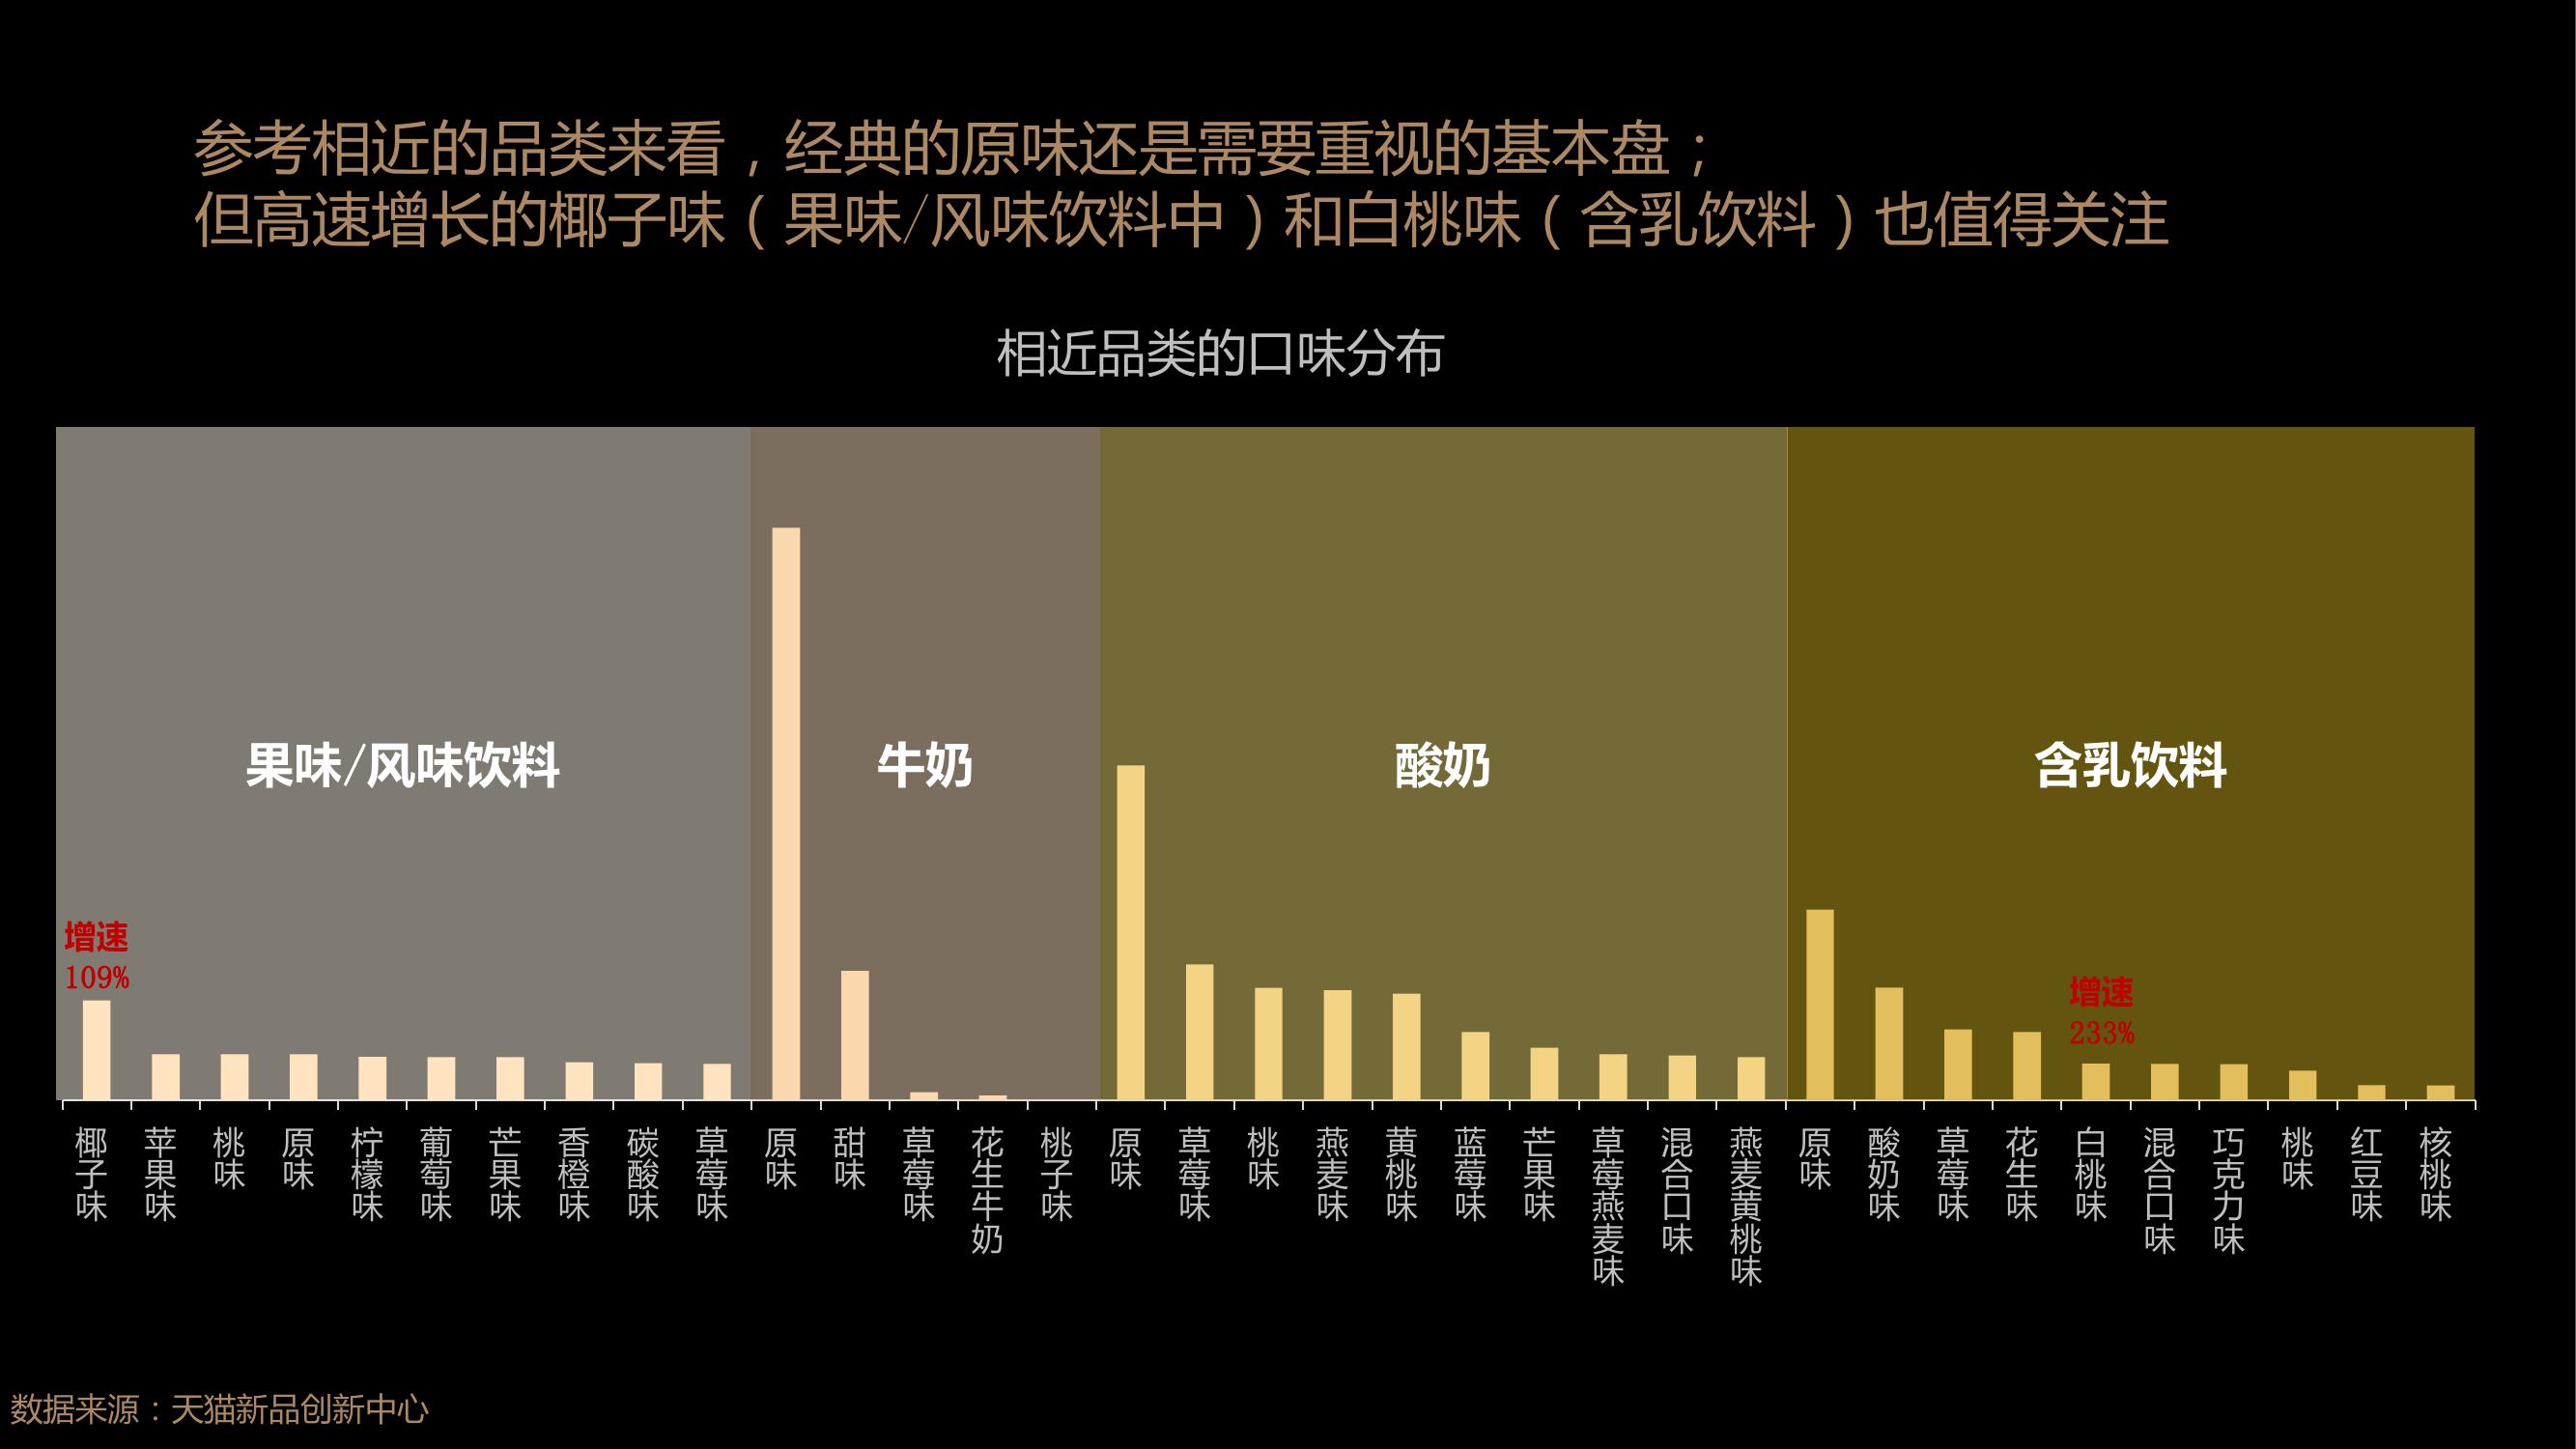 参考相近的品类来看，经典的原味还是需要重视的基本盘；
但高速增长的椰子味（果味/风味饮料中）和白桃味（含乳饮料）也值得关注
相近品类的口味分布
果味/风味饮料
牛奶
酸奶
含乳饮料
增速
109%
增速
233%
椰子味
苹果味
桃味
原味
柠檬味
葡萄味
芒果味
香橙味
碳酸味
草莓味
原味
甜味
草莓味
花生牛奶
桃子味
原味
草莓味
桃味
燕麦味
黄桃味
蓝莓味
芒果味
草莓燕麦味
混合口味
燕麦黄桃味
原味
酸奶味
草莓味
花生味
白桃味
混合口味
巧克力味
桃味
红豆味
核桃味
数据来源：天猫新品创新中心